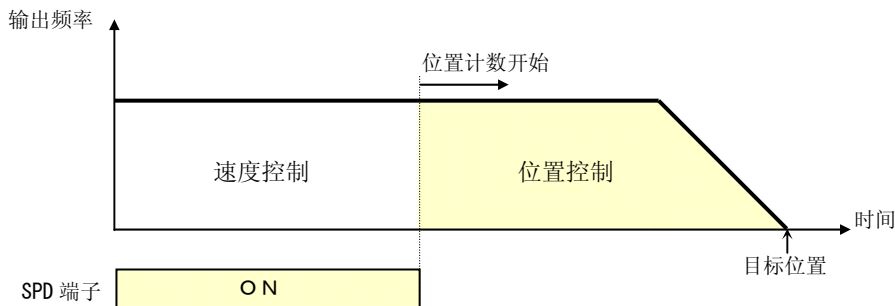 输出频率
位置计数开始
速度控制
位置控制
时间
目标位置
SPD 端子
ON